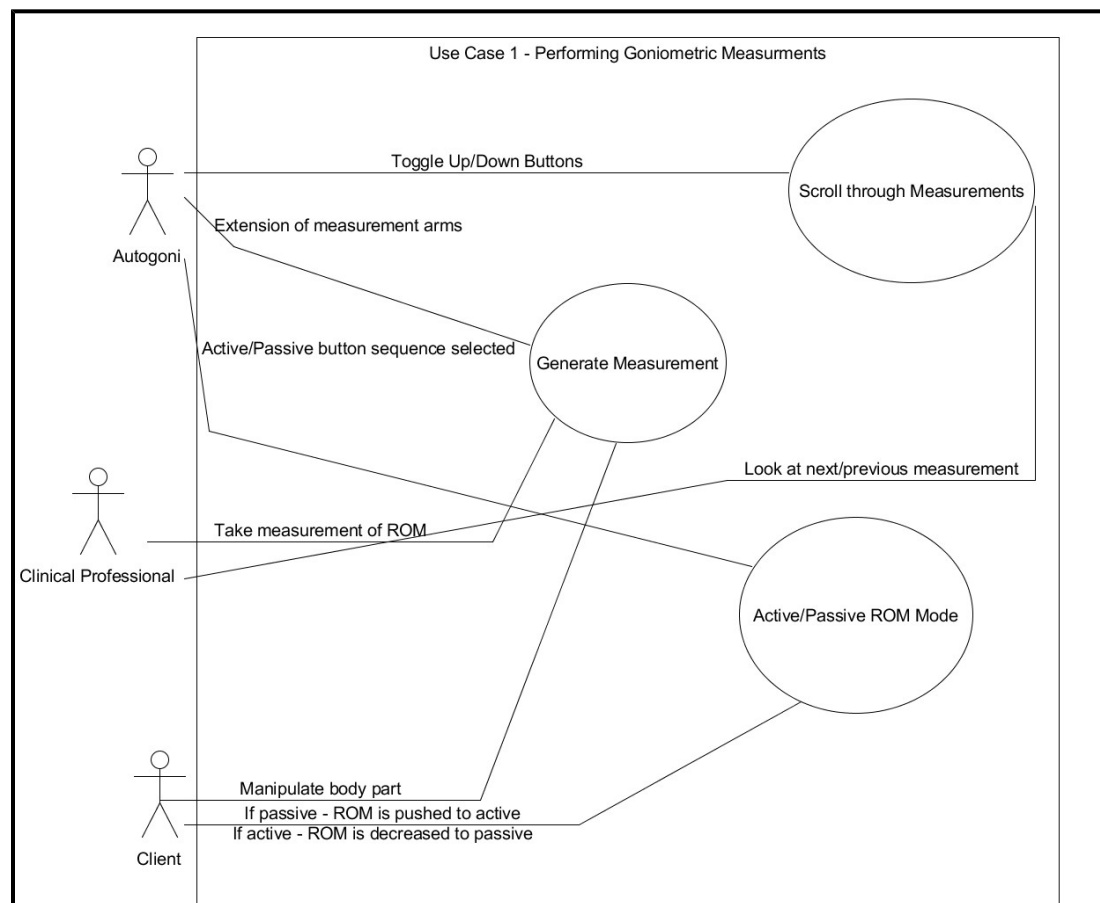 Use Case 1 - Performing Goniometric Measurments
Toggle Up/Down Buttons
Scroll through Measurements
Extension of measurement arms
Autogoni
Active/Passive button sequence selected
Generate Measurement
Look at next/previous measurement
Take measurement of ROM
Clinical Professional
Active/Passive ROM Mode
Manipulate body part
If passive - ROM is pushed to active
If active - ROM is decreased to passive
Client